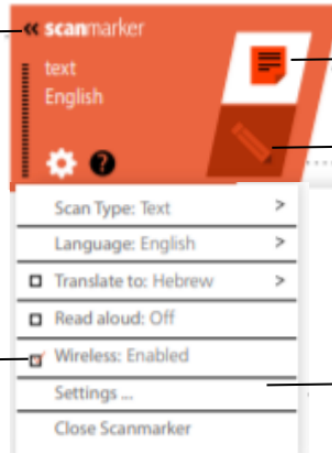 « scanmarker
text
English
?
Scan Type: Text >
Language: English >
Translate to: Hebrew >
Read aloud: Off
Wireless: Enabled
Settings ...
Close Scanmarker